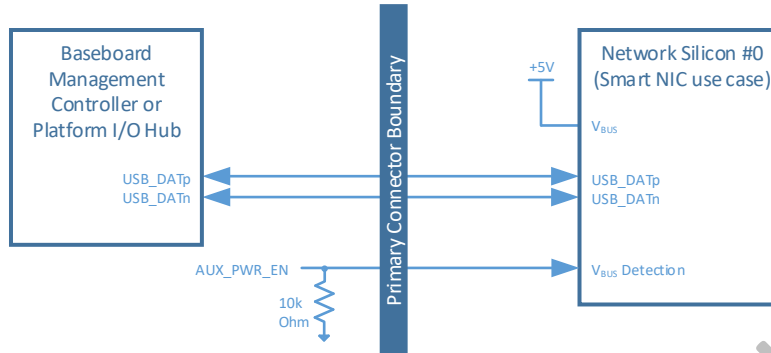 Baseboard
Management
Controller or
Platform I/O Hub
USB_DATp
USB_DATn
AUX_PWR_EN
10k
Ohm
Primary Connector Boundary
+5V
Network Silicon #0
(Smart NIC use case)
VBUS
USB_DATp
USB_DATn
VBUS Detection